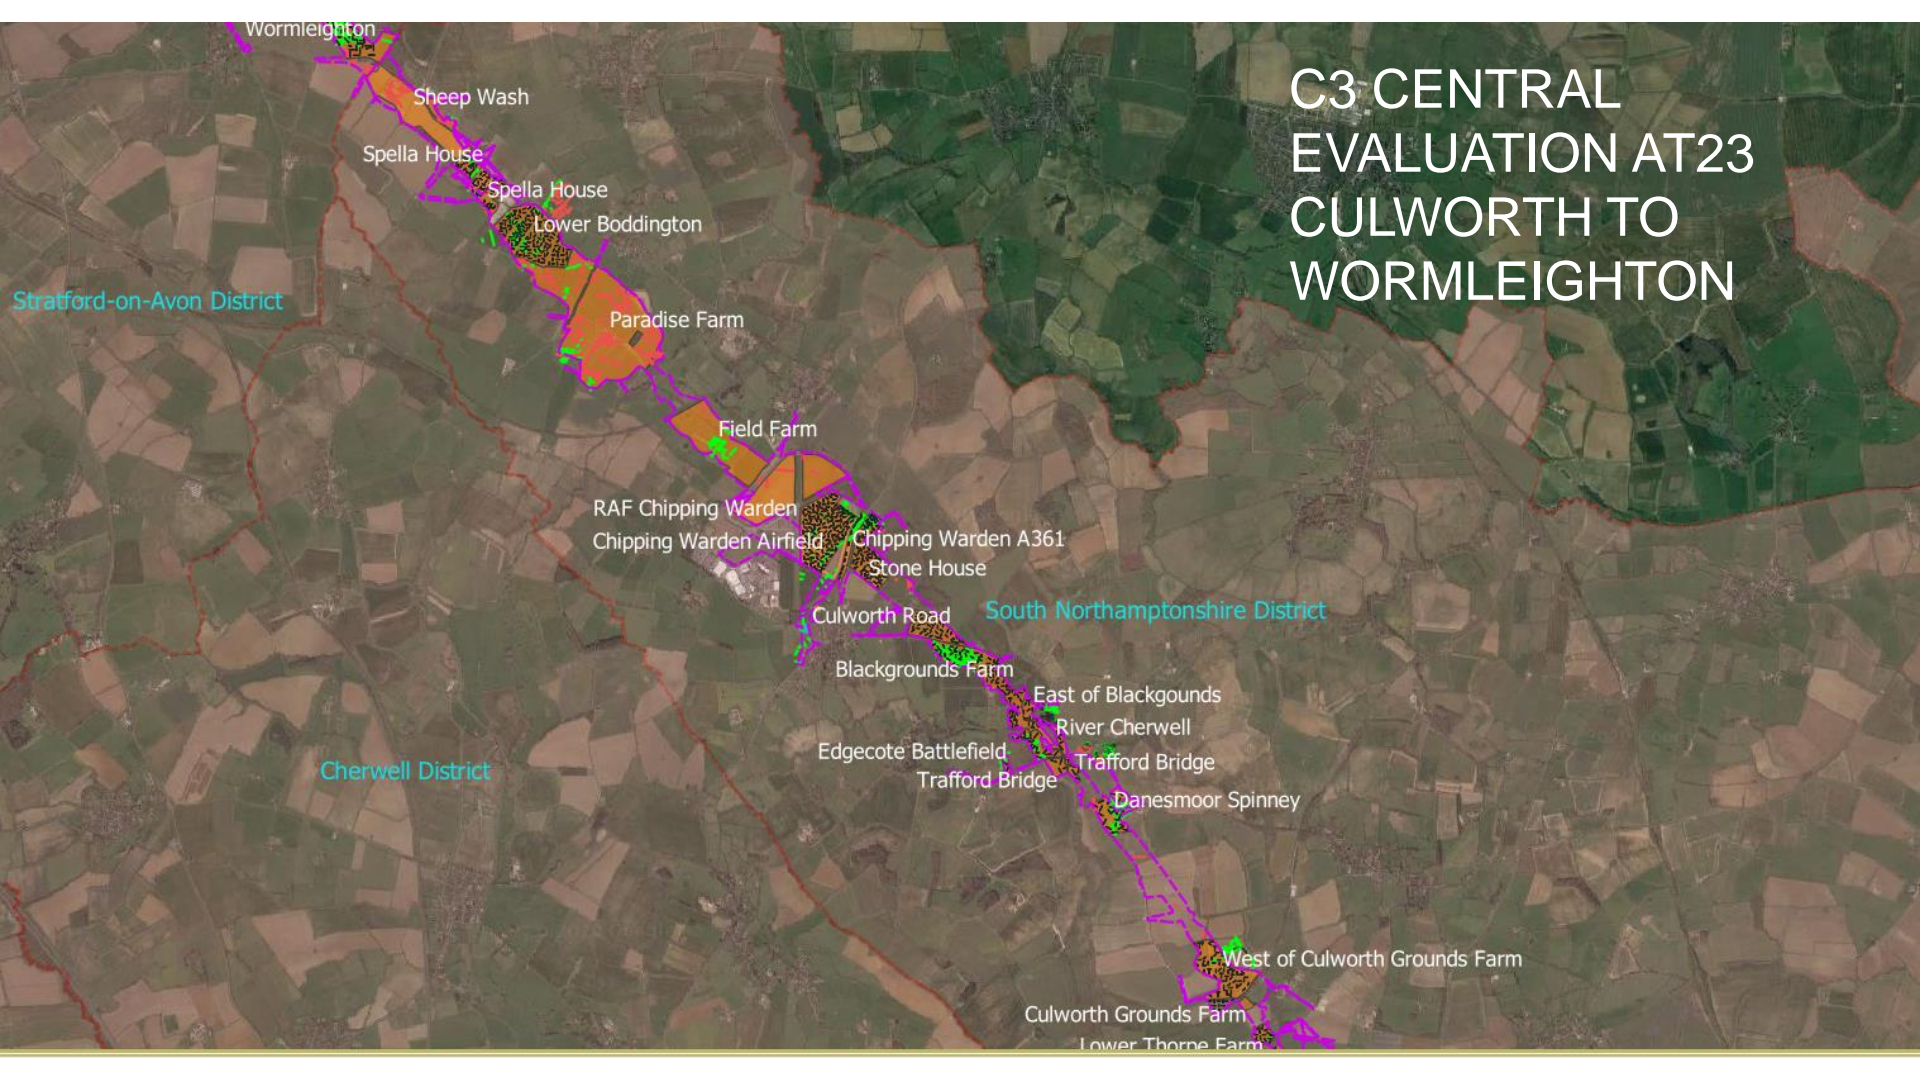 Wormleighton
C3 CENTRAL
EVALUATION AT23
CULWORTH TO
WORMLEIGHTON
Sheep Wash
Spella House
Spella House
Lower Boddington
Stratford-on-Avon District
Paradise Farm
Field Farm
RAF Chipping Warden
Chipping Warden Airfield
Chipping Warden A361
Stone House
Culworth Road
South Northamptonshire District
Blackgrounds Farm
East of Blackgounds
River Cherwell
Edgecote Battlefield
Trafford Bridge
Cherwell District
Trafford Bridge
Danesmoor Spinney
West of Culworth Grounds Farm
Culworth Grounds Farm
Lower Thorpe Farm